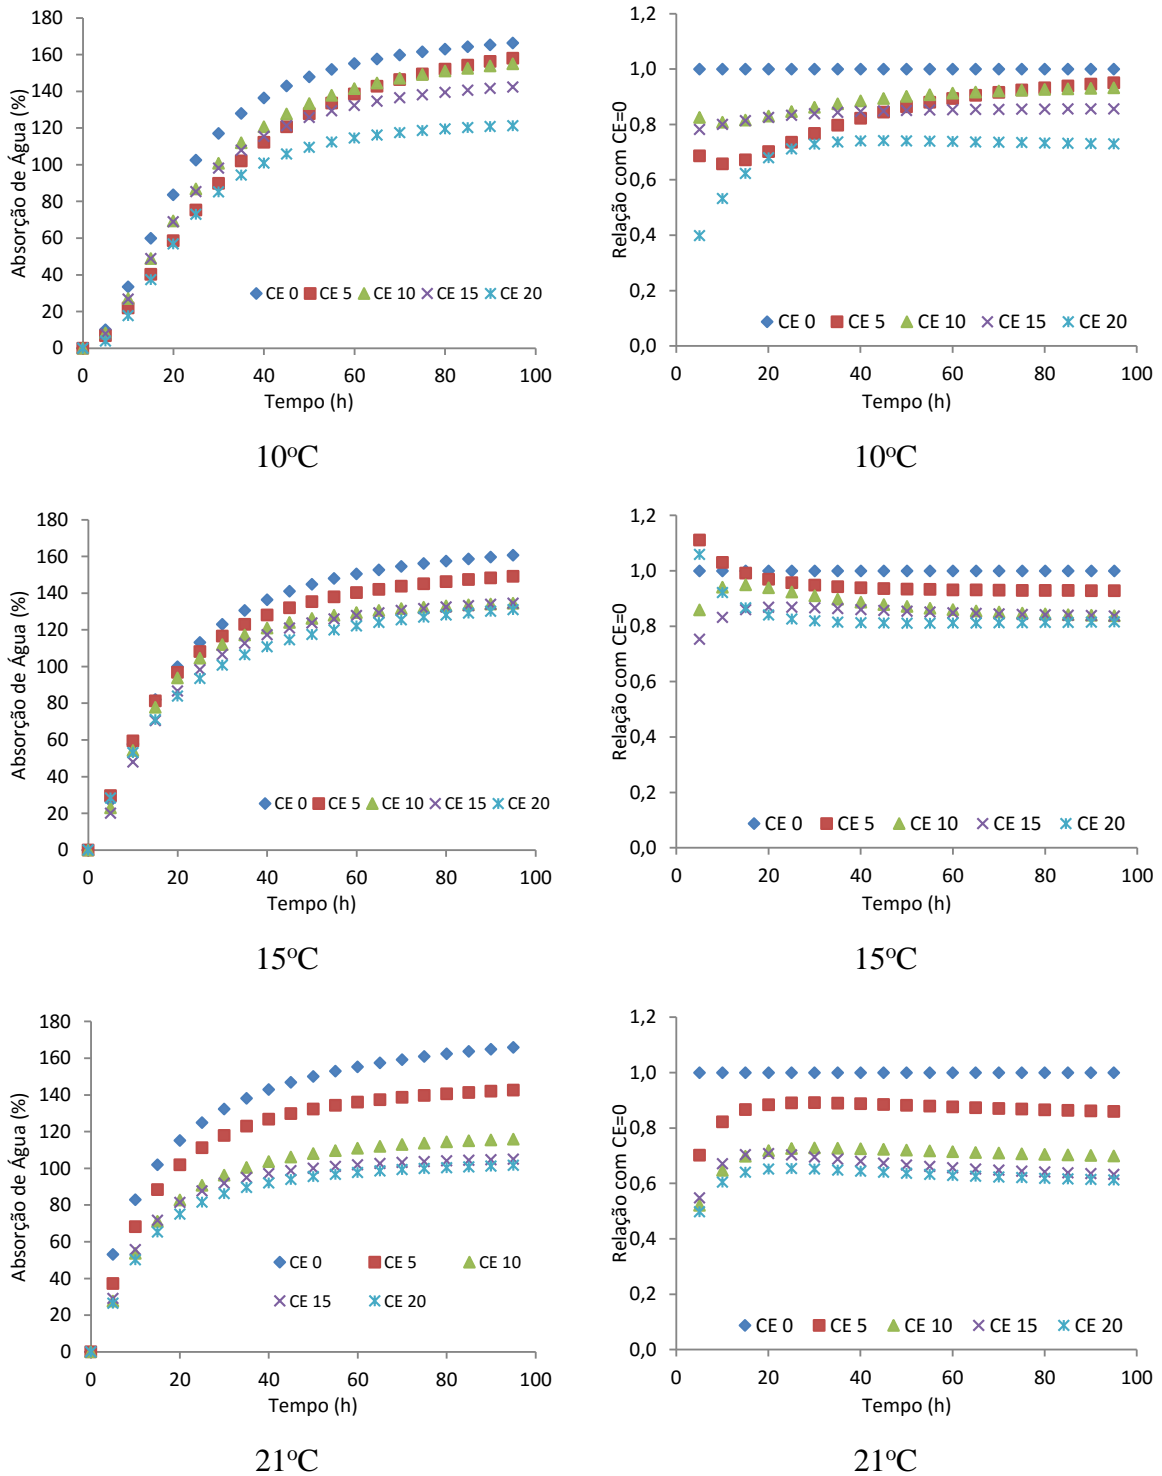 180
160
140
120
100
80
60
40
20
0
Absorção de Água (%)
CE 0 CE 5 CE 10 CE 15 CE 20
0 20 40 60 80 100
Tempo (h)
10ºC
1,2
1,0
0,8
0,6
0,4
0,2
0,0
Relação com CE=0
CE 0 CE 5 CE 10 CE 15 CE 20
0 20 40 60 80 100
Tempo (h)
10ºC
180
160
140
120
100
80
60
40
20
0
Absorção de Água (%)
CE 0 CE 5 CE 10 CE 15 CE 20
0 20 40 60 80 100
Tempo (h)
15ºC
1,2
1,0
0,8
0,6
0,4
0,2
0,0
Relação com CE=0
CE 0 CE 5 CE 10 CE 15 CE 20
0 20 40 60 80 100
Tempo (h)
15ºC
180
160
140
120
100
80
60
40
20
0
Absorção de Água (%)
CE 0 CE 5 CE 10
CE 15 CE 20
0 20 40 60 80 100
Tempo (h)
21ºC
1,2
1,0
0,8
0,6
0,4
0,2
0,0
Relação com CE=0
CE 0 CE 5 CE 10 CE 15 CE 20
0 20 40 60 80 100
Tempo (h)
21ºC